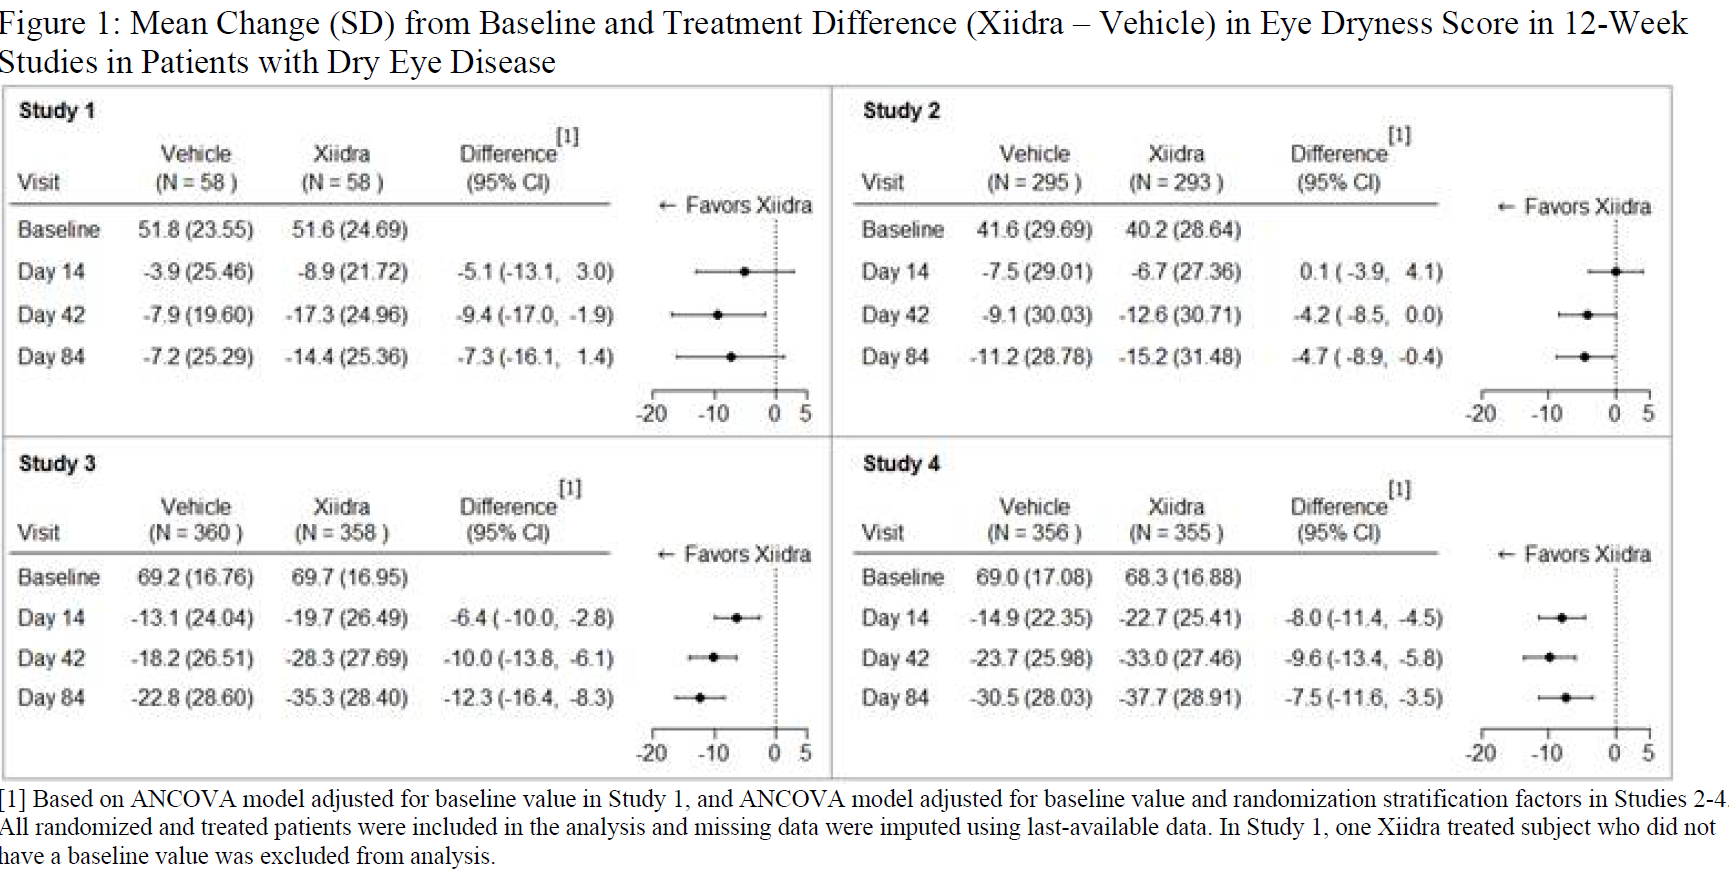 Figure 1: Mean Change (SD) from Baseline and Treatment Difference (Xiidra – Vehicle) in Eye Dryness Score in 12-Week
Studies in Patients with Dry Eye Disease
Study 1
[1]
Vehicle Xiidra Difference
Visit (N = 58 ) (N = 58 ) (95% CI)
← Favors Xiidra
Baseline 51.8 (23.55) 51.6 (24.69)
Day 14 -3.9 (25.46) -8.9 (21.72) -5.1 (-13.1, 3.0)
Day 42 -7.9 (19.60) -17.3 (24.96) -9.4 (-17.0, -1.9)
Day 84 -7.2 (25.29) -14.4 (25.36) -7.3 (-16.1, 1.4)
-20 -10 0 5
Study 2
[1]
Vehicle Xiidra Difference
Visit (N = 295 ) (N = 293 ) (95% CI)
← Favors Xiidra
Baseline 41.6 (29.69) 40.2 (28.64)
Day 14 -7.5 (29.01) -6.7 (27.36) 0.1 ( -3.9, 4.1)
Day 42 -9.1 (30.03) -12.6 (30.71) -4.2 ( -8.5, 0.0)
Day 84 -11.2 (28.78) -15.2 (31.48) -4.7 ( -8.9, -0.4)
-20 -10 0 5
Study 3
[1]
Vehicle Xiidra Difference
Visit (N = 360 ) (N = 358 ) (95% CI)
← Favors Xiidra
Baseline 69.2 (16.76) 69.7 (16.95)
Day 14 -13.1 (24.04) -19.7 (26.49) -6.4 ( -10.0, -2.8)
Day 42 -18.2 (26.51) -28.3 (27.69) -10.0 (-13.8, -6.1)
Day 84 -22.8 (28.60) -35.3 (28.40) -12.3 (-16.4, -8.3)
-20 -10 0 5
Study 4
[1]
Vehicle Xiidra Difference
Visit (N = 356 ) (N = 355 ) (95% CI)
← Favors Xiidra
Baseline 69.0 (17.08) 68.3 (16.88)
Day 14 -14.9 (22.35) -22.7 (25.41) -8.0 (-11.4, -4.5)
Day 42 -23.7 (25.98) -33.0 (27.46) -9.6 (-13.4, -5.8)
Day 84 -30.5 (28.03) -37.7 (28.91) -7.5 (-11.6, -3.5)
-20 -10 0 5
[1] Based on ANCOVA model adjusted for baseline value in Study 1, and ANCOVA model adjusted for baseline value and randomization stratification factors in Studies 2-4.
All randomized and treated patients were included in the analysis and missing data were imputed using last-available data. In Study 1, one Xiidra treated subject who did not
have a baseline value was excluded from analysis.